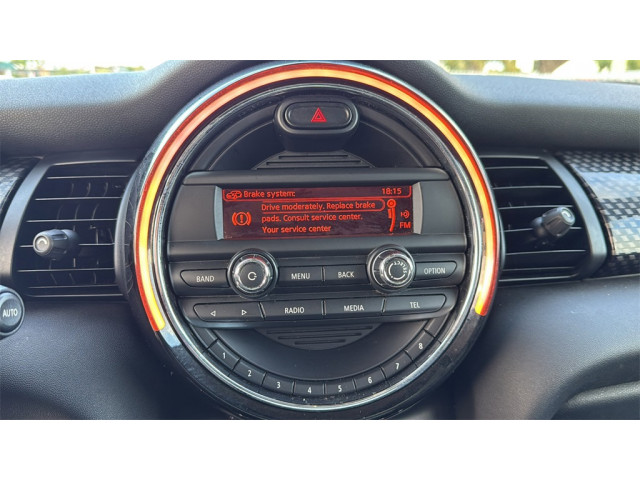 Brake system:
18:15
Drive moderately. Replace brake
pads. Consult service center.
Your service center
FM
BAND
MENU
BACK
OPTION
RADIO
MEDIA
TEL
AUTO
1 2 3 4 5 6 7 8